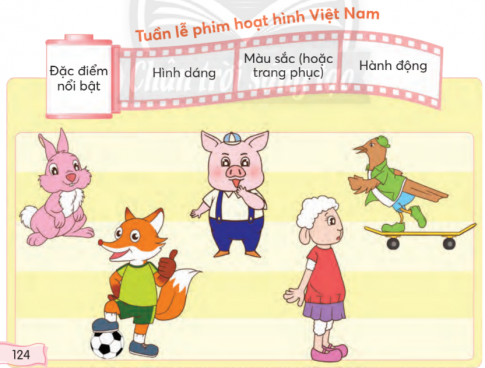 Tuần lễ phim hoạt hình Việt Nam
Đặc điểm
nổi bật
Hình dáng
Màu sắc (hoặc
trang phục)
Hành động
Chân trời sáng tạo
124